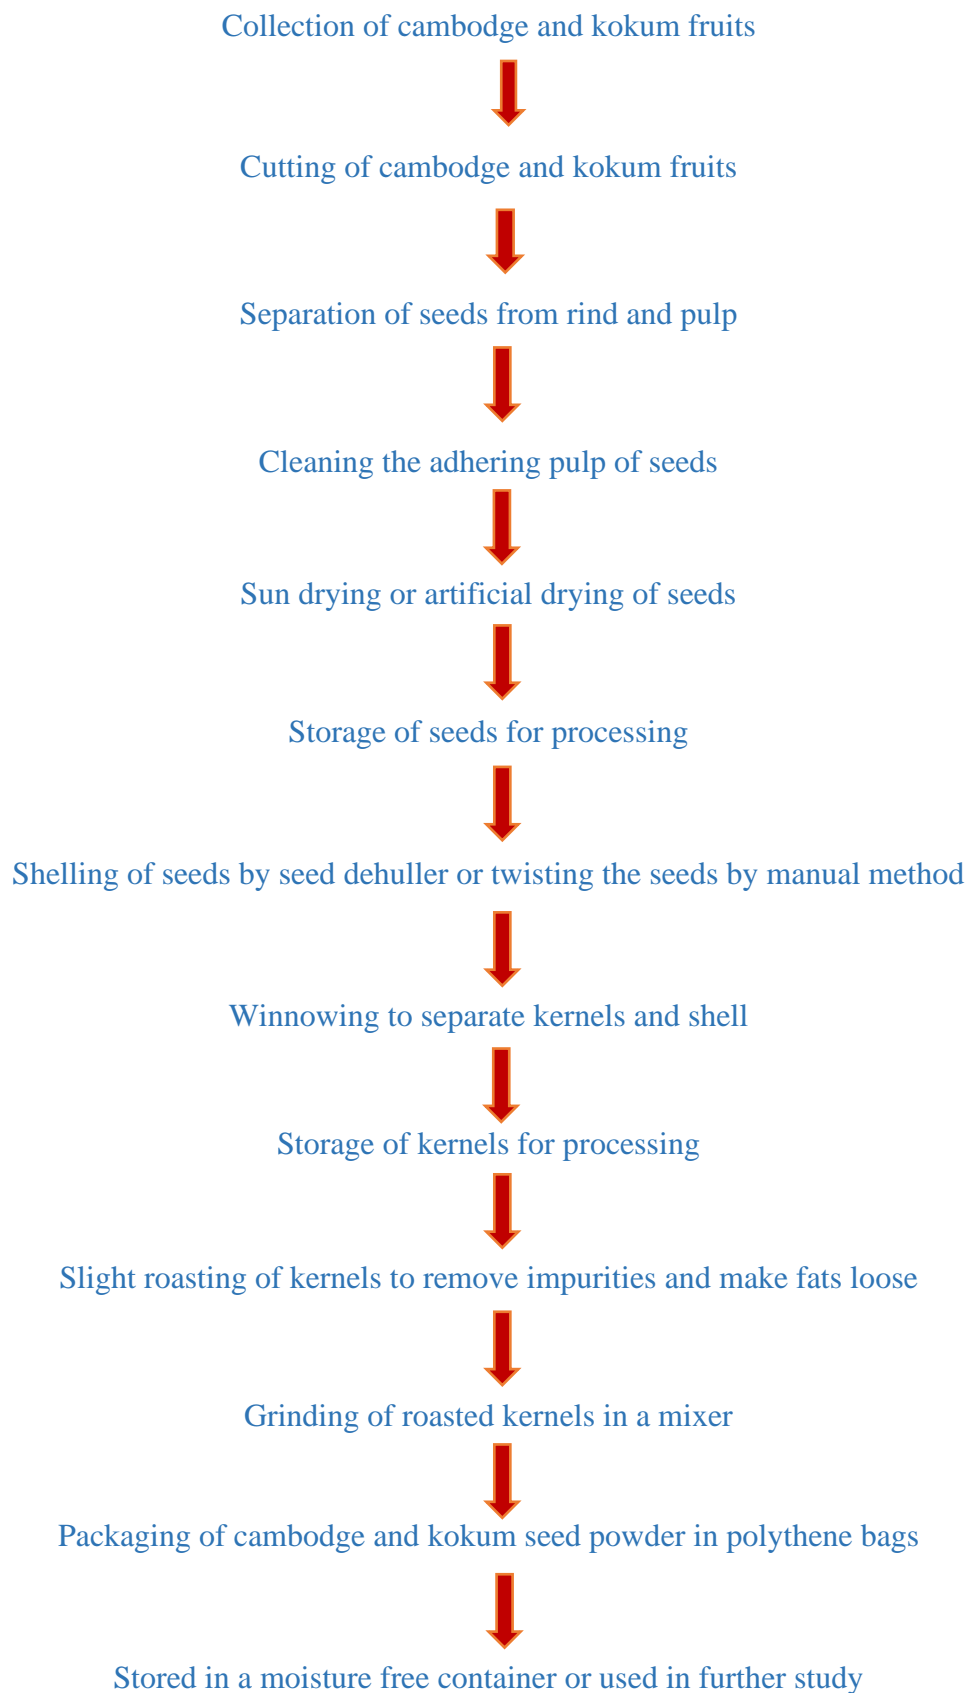 Collection of cambodge and kokum fruits
Cutting of cambodge and kokum fruits
Separation of seeds from rind and pulp
Cleaning the adhering pulp of seeds
Sun drying or artificial drying of seeds
Storage of seeds for processing
Shelling of seeds by seed dehuller or twisting the seeds by manual method
Winnowing to separate kernels and shell
Storage of kernels for processing
Slight roasting of kernels to remove impurities and make fats loose
Grinding of roasted kernels in a mixer
Packaging of cambodge and kokum seed powder in polythene bags
Stored in a moisture free container or used in further study